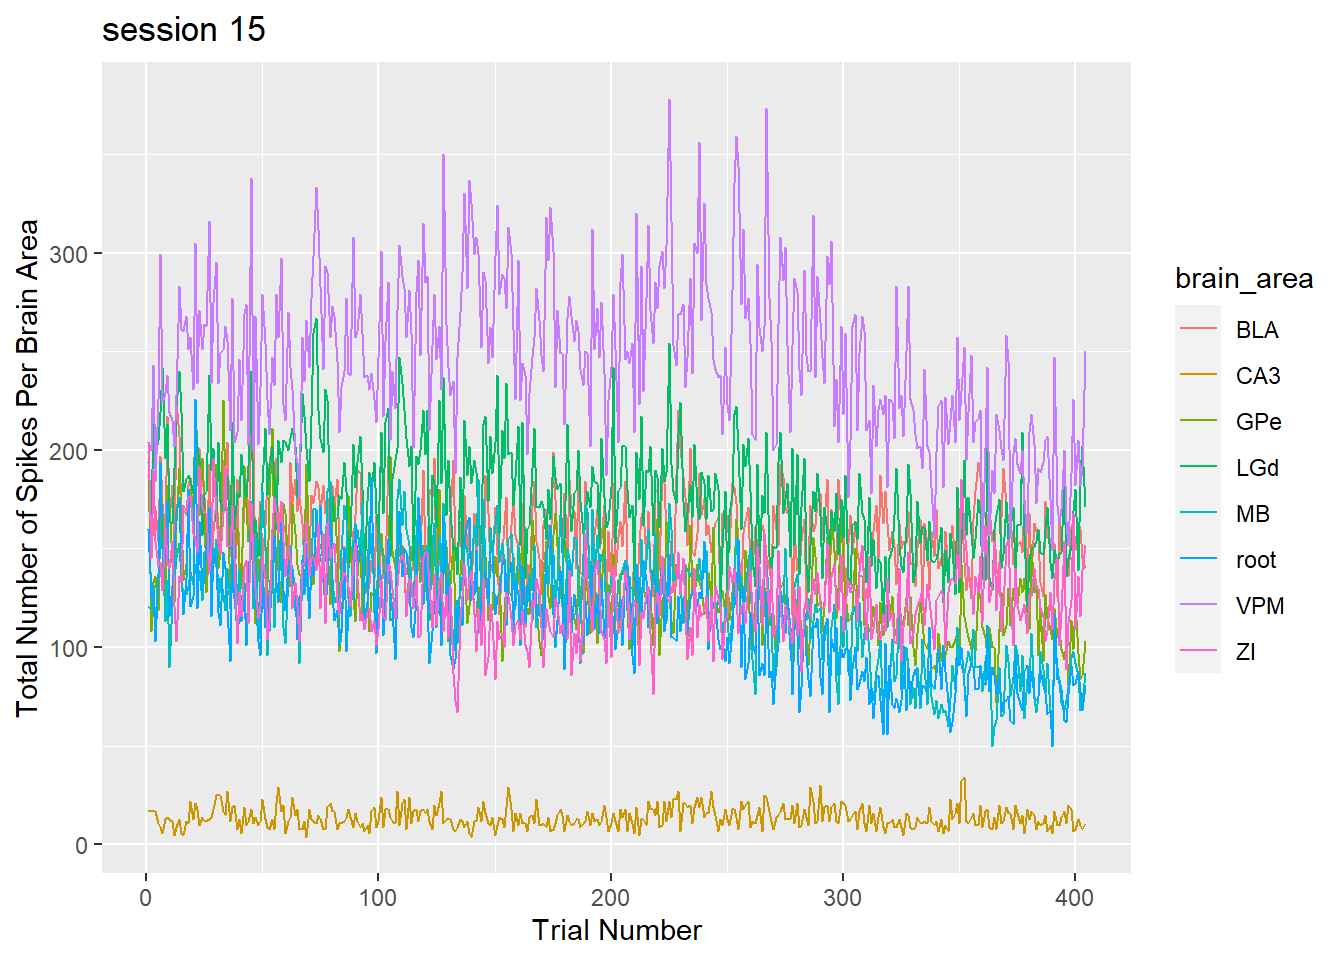 session 15
Total Number of Spikes Per Brain Area
300
200
100
0
0 100 200 300 400
Trial Number
brain_area
BLA
CA3
GPe
LGd
MB
root
VPM
ZI